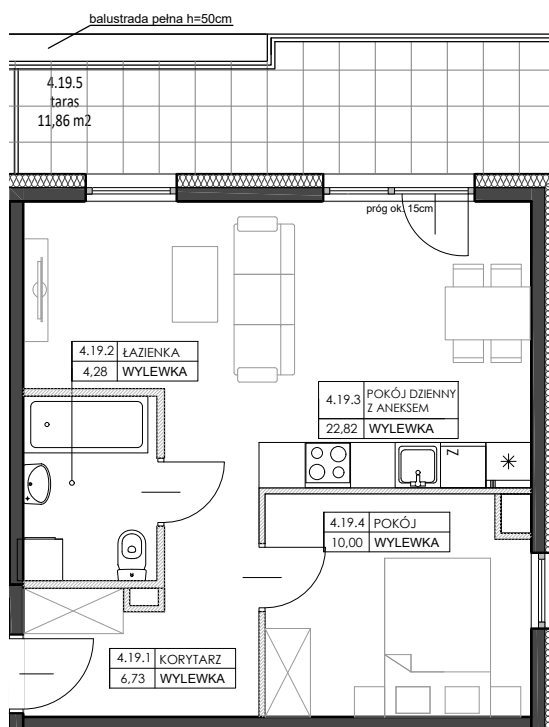 balustrada pełna h=50cm
4.19.5
taras
11,86 m2
próg ok. 15cm
4.19.2 ŁAZIENKA
4,28 WYLEWKA
4.19.3 POKÓJ DZIENNY
Z ANEKSEM
22,82 WYLEWKA
Z
4.19.4 POKÓJ
10,00 WYLEWKA
4.19.1 KORYTARZ
6,73 WYLEWKA